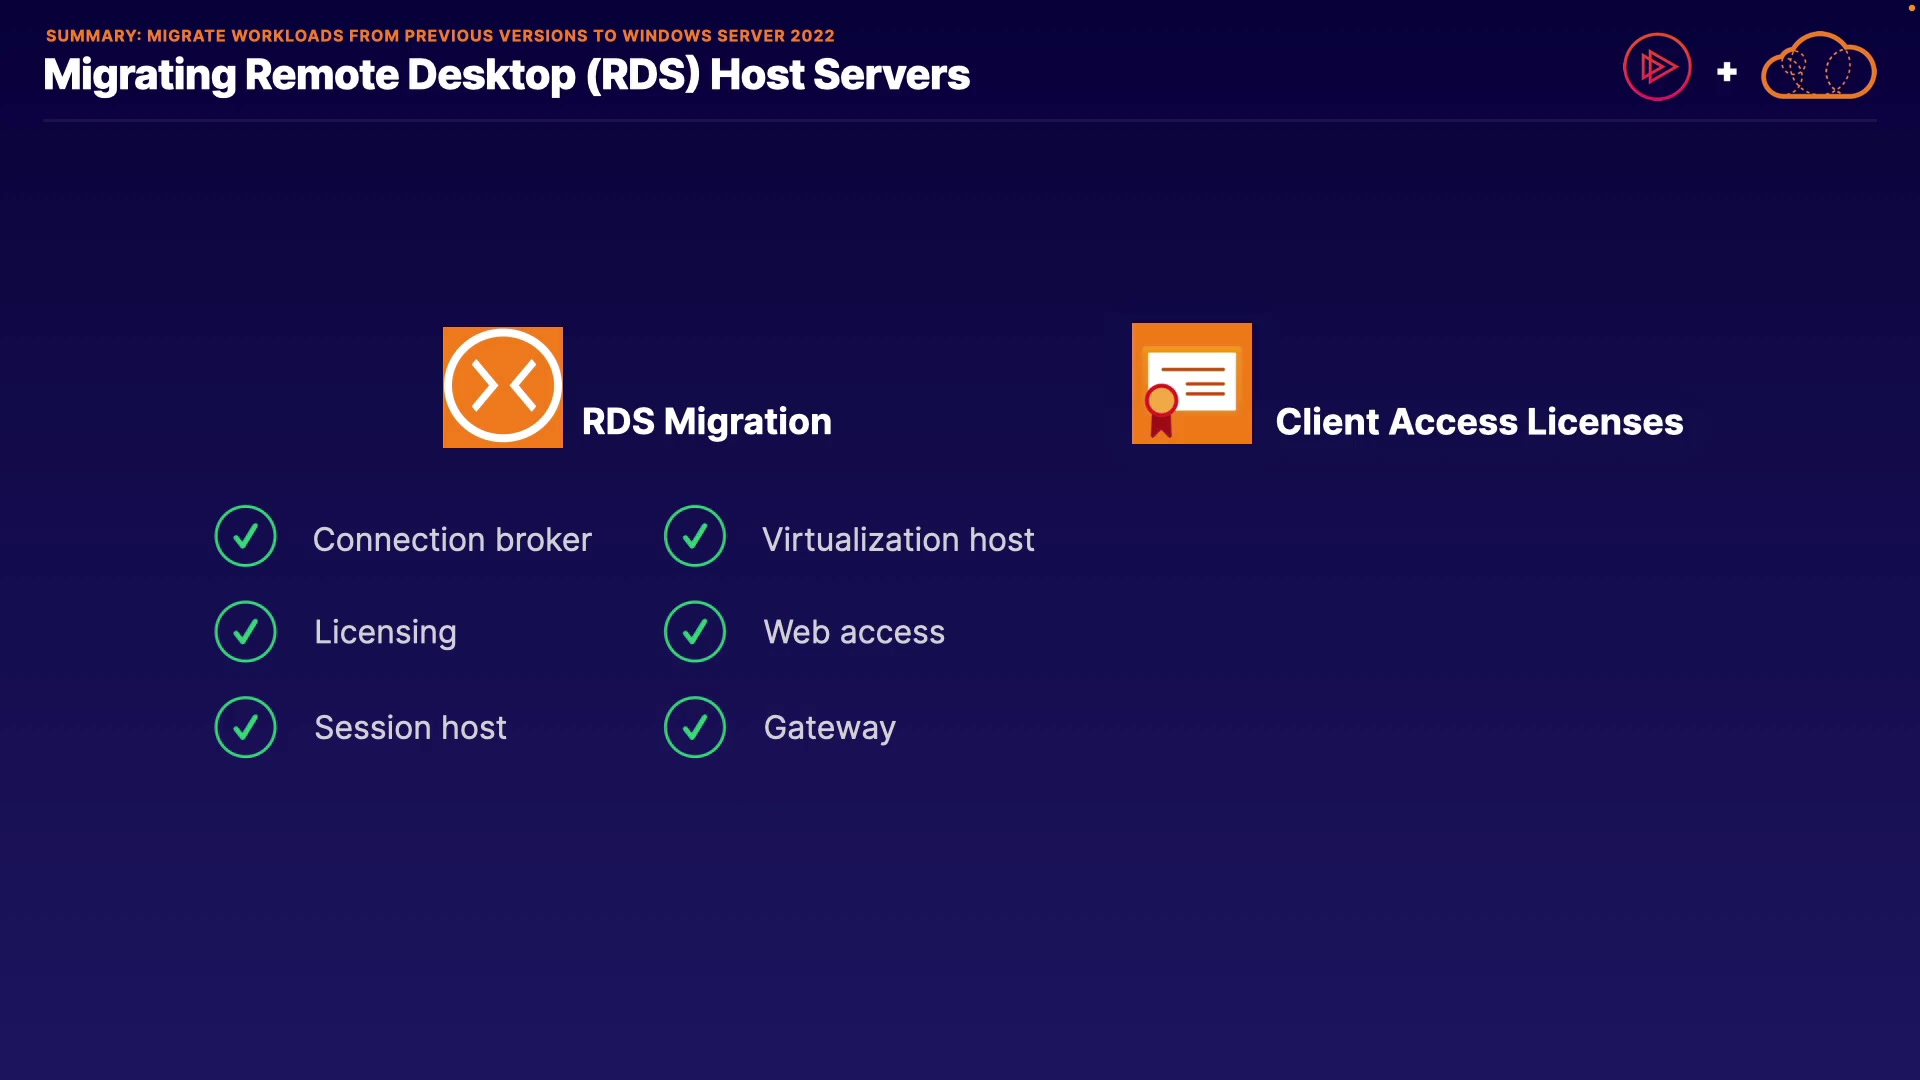 SUMMARY: MIGRATE WORKLOADS FROM PREVIOUS VERSIONS TO WINDOWS SERVER 2022
Migrating Remote Desktop (RDS) Host Servers
+
RDS Migration
Client Access Licenses
Connection broker
Virtualization host
Licensing
Web access
Session host
Gateway